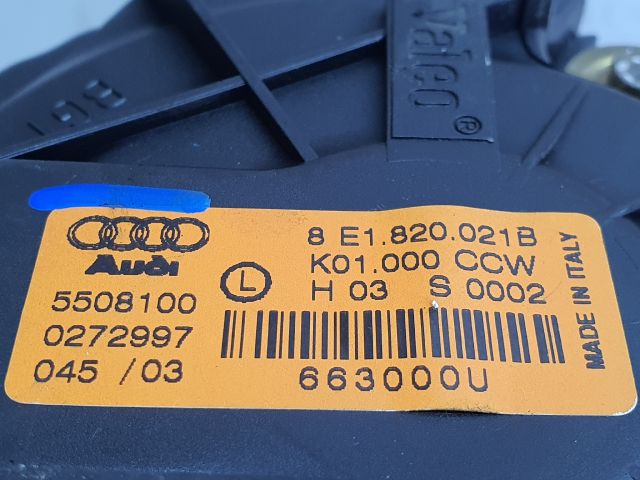 Valeo®
BGT
Audi
5508100
0272997
045 / 03
L
8 E1.820.021B
K01.000 CCW
H 03 S 0002
663000U
MADE IN ITALY